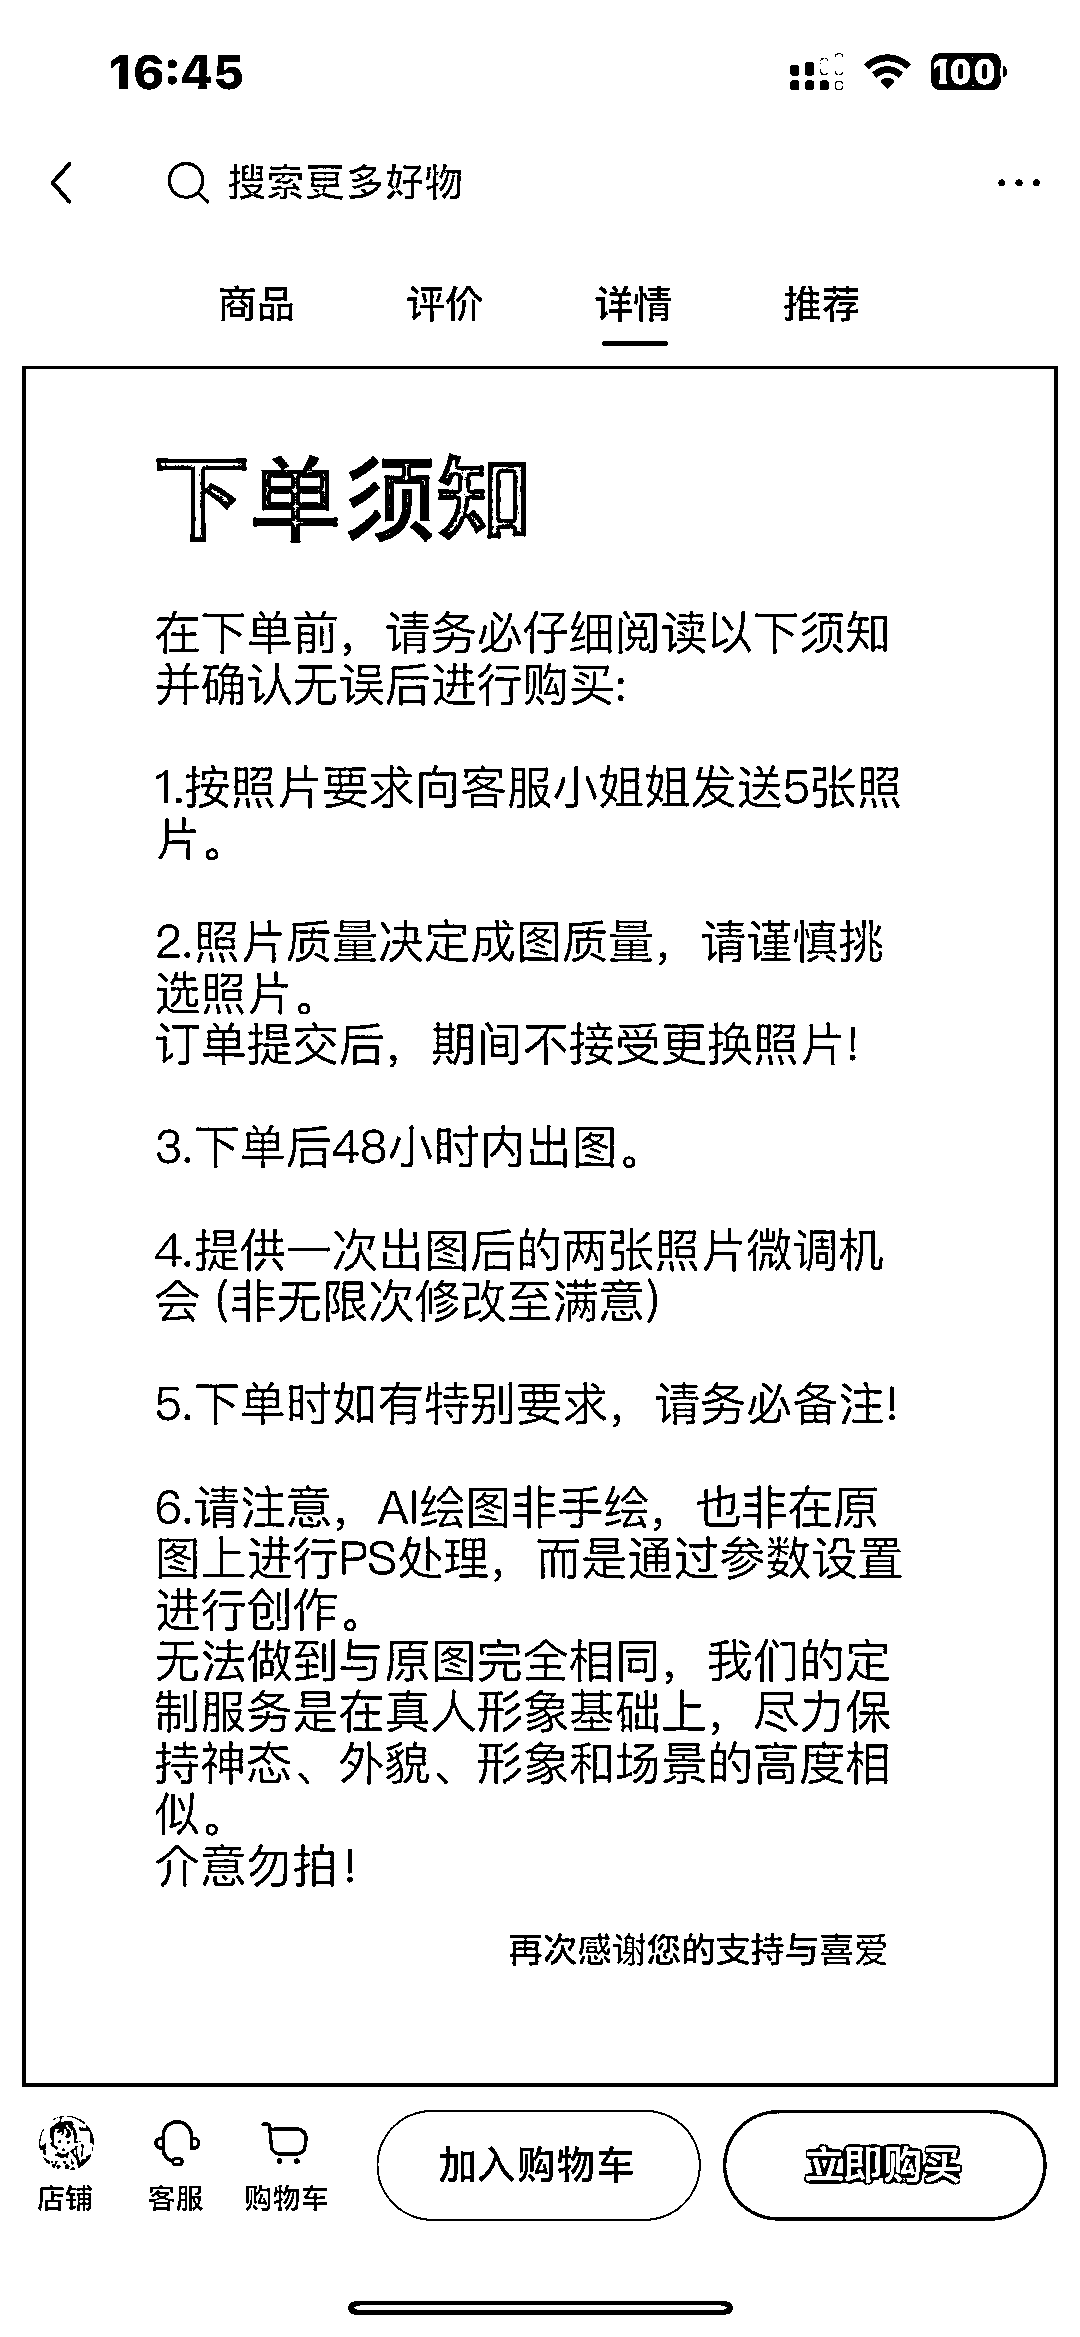 16:45
100
搜索更多好物
商品 评价 详情 推荐
下单须知
在下单前，请务必仔细阅读以下须知
并确认无误后进行购买:
1.按照片要求向客服小姐姐发送5张照
片。
2.照片质量决定成图质量，请谨慎挑
选照片。
订单提交后，期间不接受更换照片!
3.下单后48小时内出图。
4.提供一次出图后的两张照片微调机
会 (非无限次修改至满意)
5.下单时如有特别要求，请务必备注!
6.请注意，AI绘图非手绘，也非在原
图上进行PS处理，而是通过参数设置
进行创作。
无法做到与原图完全相同，我们的定
制服务是在真人形象基础上，尽力保
持神态、外貌、形象和场景的高度相
似。
介意勿拍!
再次感谢您的支持与喜爱
店铺 客服 购物车 加入购物车 立即购买